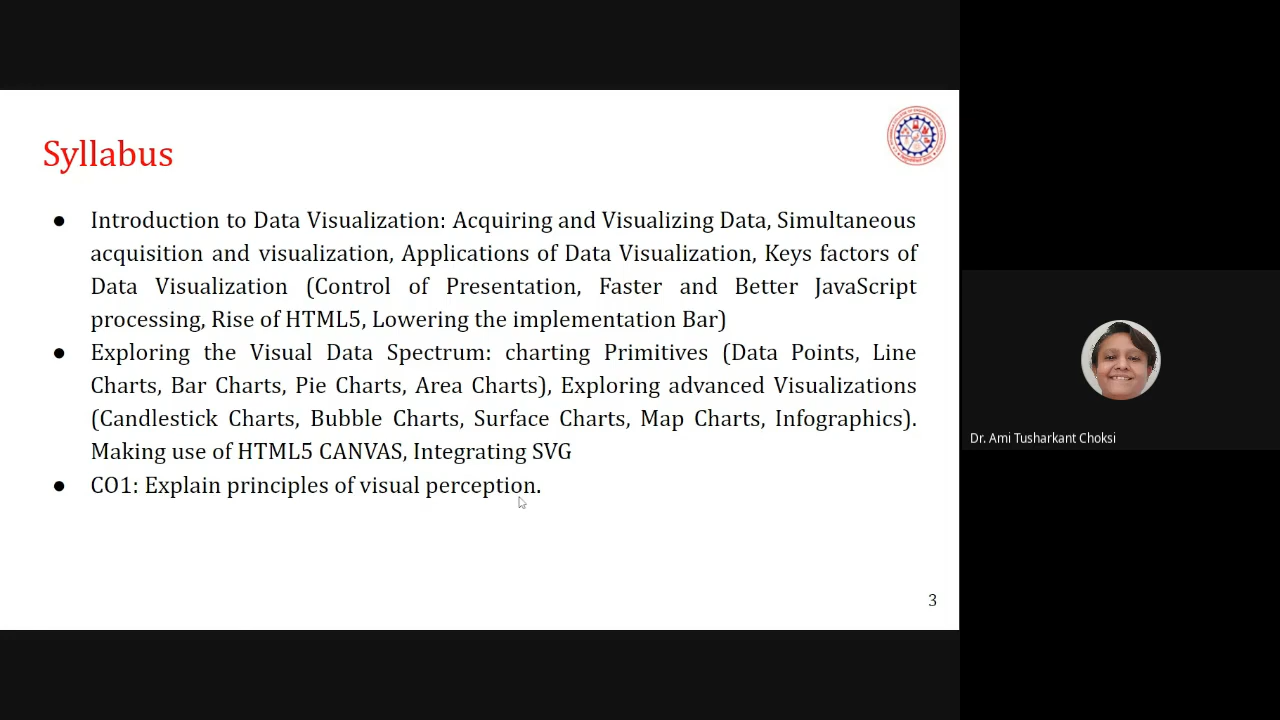 Syllabus
● Introduction to Data Visualization: Acquiring and Visualizing Data, Simultaneous
acquisition and visualization, Applications of Data Visualization, Keys factors of
Data Visualization (Control of Presentation, Faster and Better JavaScript
processing, Rise of HTML5, Lowering the implementation Bar)
● Exploring the Visual Data Spectrum: charting Primitives (Data Points, Line
Charts, Bar Charts, Pie Charts, Area Charts), Exploring advanced Visualizations
(Candlestick Charts, Bubble Charts, Surface Charts, Map Charts, Infographics).
Making use of HTML5 CANVAS, Integrating SVG
● CO1: Explain principles of visual perception.
3
Dr. Ami Tusharkant Choksi